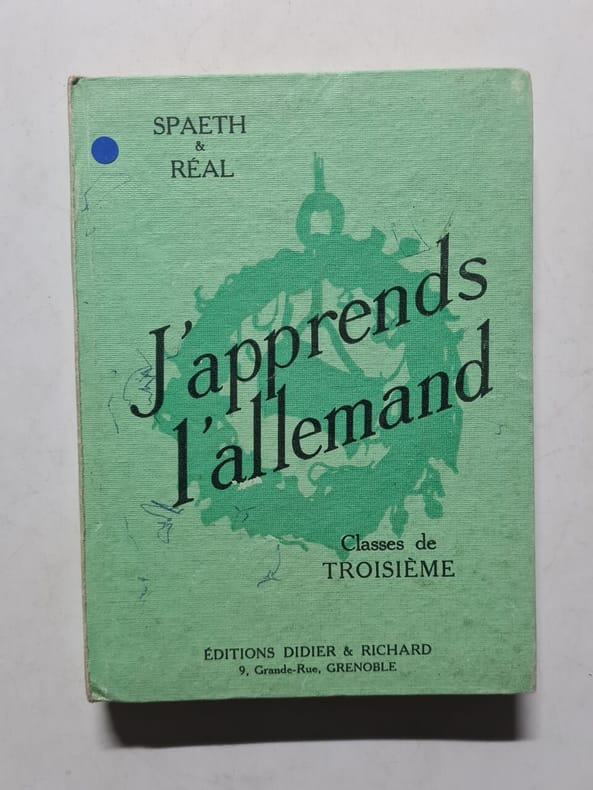 SPAETH
&
RÉAL
J'apprends
l'allemand
Classes de
TROISIÈME
ÉDITIONS DIDIER & RICHARD
9, Grande-Rue, GRENOBLE